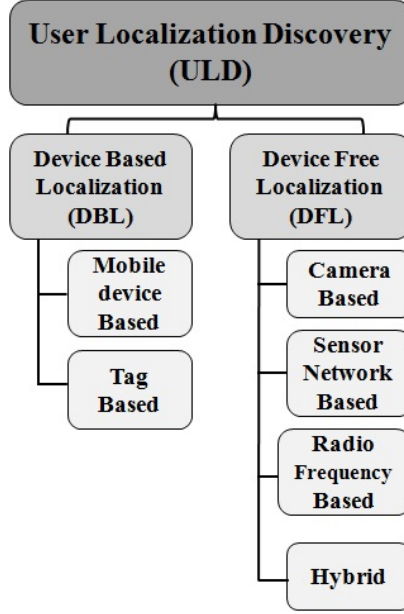 User Localization Discovery
(ULD)
Device Based
Localization
(DBL)
Mobile
device
Based
Tag
Based
Device Free
Localization
(DFL)
Camera
Based
Sensor
Network
Based
Radio
Frequency
Based
Hybrid